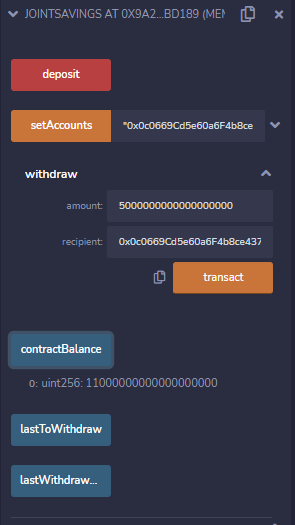 JOINTSAVINGS AT 0X9A2...BD189 (MEM
deposit
setAccounts "0x0c0669Cd5e60a6F4b8ce
withdraw
amount: 5000000000000000000
recipient: 0x0c0669Cd5e60a6F4b8ce437
transact
contractBalance
0: uint256: 11000000000000000000
lastToWithdraw
lastWithdraw...